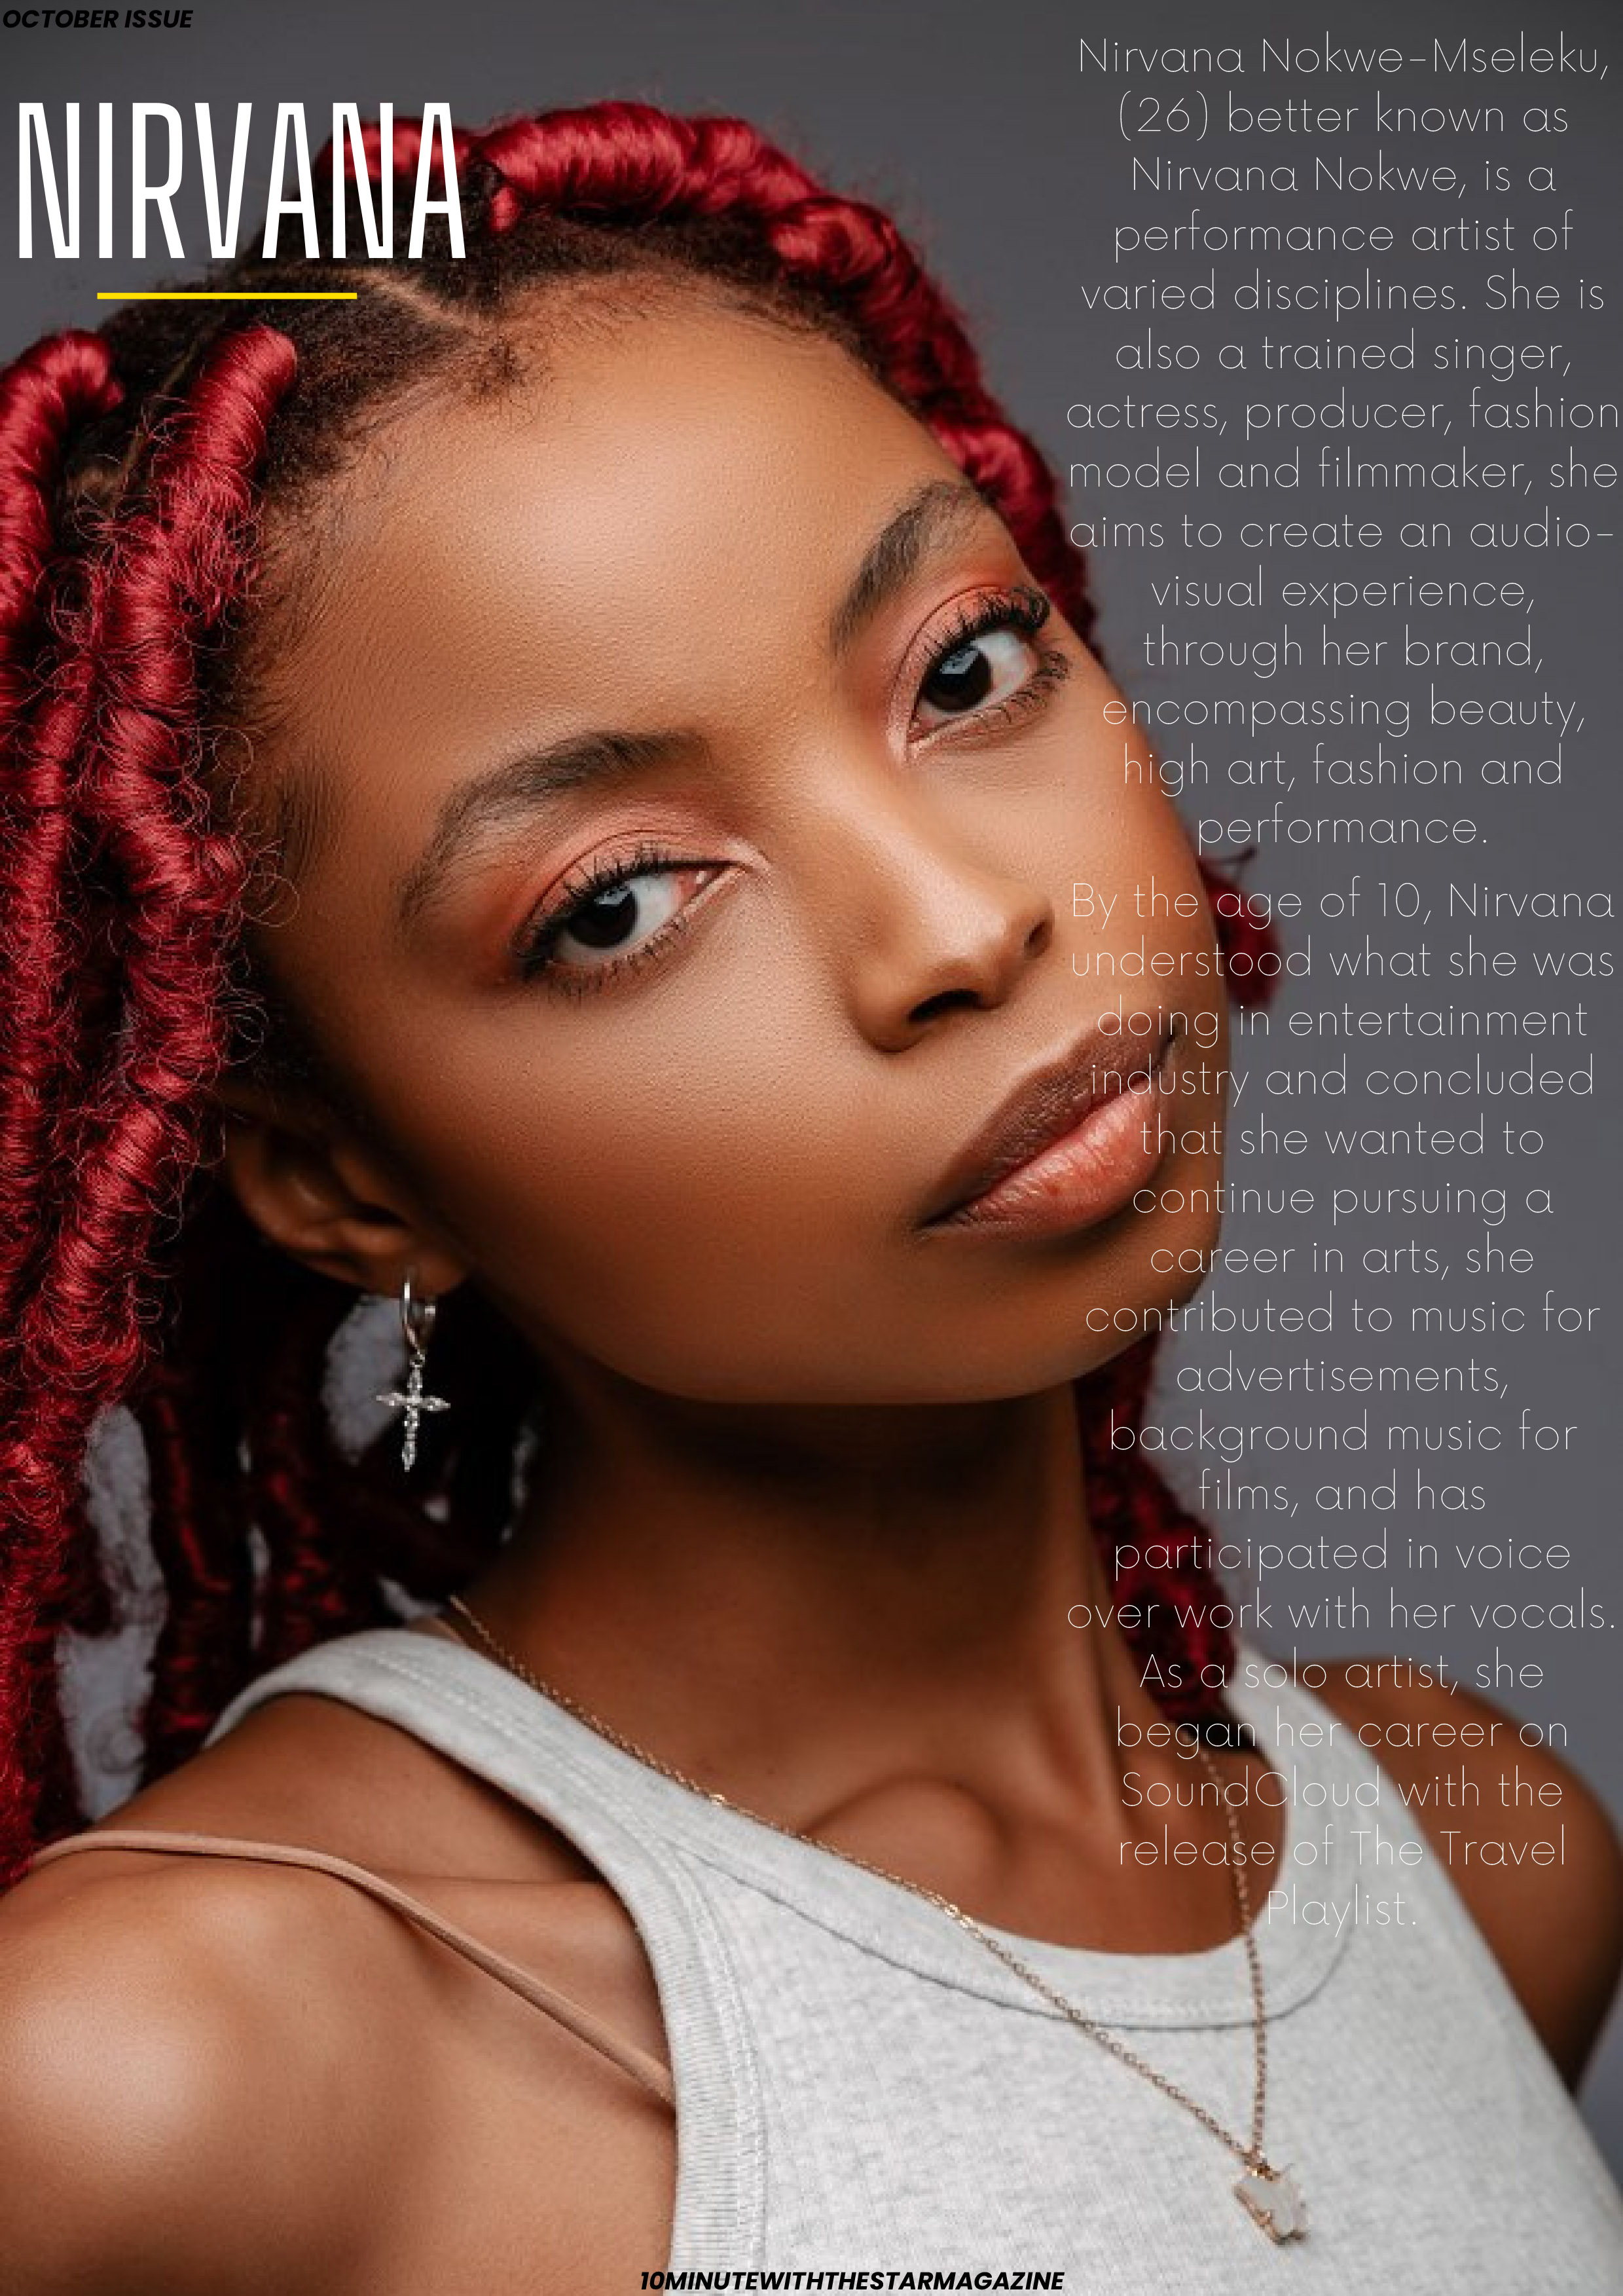 OCTOBER ISSUE
NIRVANA
Nirvana Nokwe-Mseleku,
(26) better known as
Nirvana Nokwe, is a
performance artist of
varied disciplines. She is
also a trained singer,
actress, producer, fashion
model and filmmaker, she
aims to create an audio-
visual experience,
through her brand,
encompassing beauty,
high art, fashion and
performance.
By the age of 10, Nirvana
understood what she was
doing in entertainment
industry and concluded
that she wanted to
continue pursuing a
career in arts, she
contributed to music for
advertisements,
background music for
films, and has
participated in voice
over work with her vocals.
As a solo artist, she
began her career on
SoundCloud with the
release of The Travel
Playlist.
10MINUTEWITHTHESTARMAGAZINE